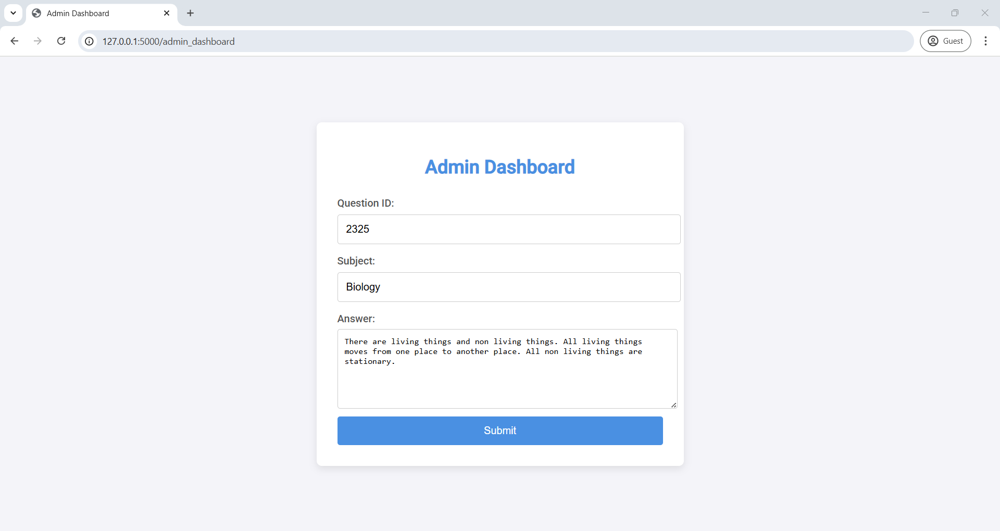 Admin Dashboard
127.0.0.1:5000/admin_dashboard
Guest
Admin Dashboard
Question ID:
2325
Subject:
Biology
Answer:
There are living things and non living things. All living things
moves from one place to another place. All non living things are
stationary.
Submit